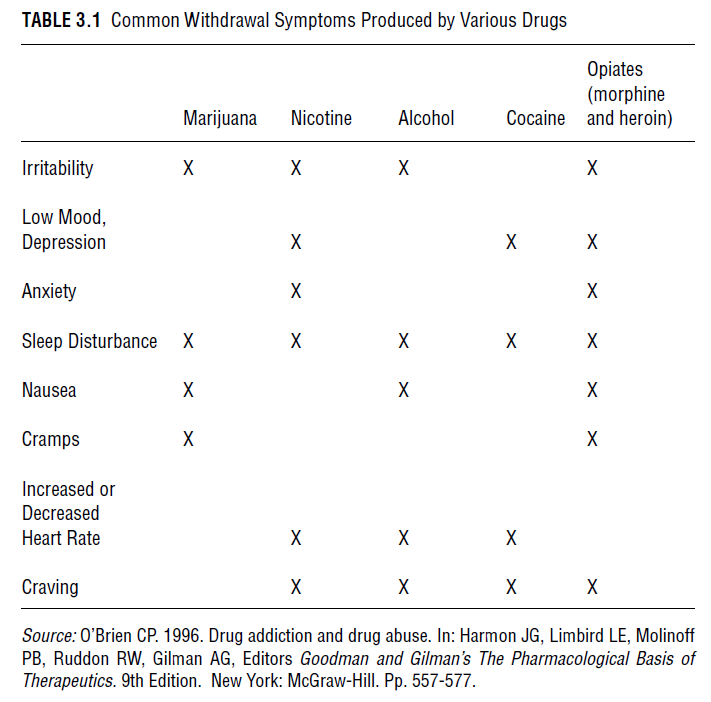 TABLE 3.1 Common Withdrawal Symptoms Produced by Various Drugs
Opiates
(morphine
Marijuana Nicotine Alcohol Cocaine and heroin)
Irritability X X X X
Low Mood,
Depression X X X
Anxiety X X
Sleep Disturbance X X X X X
Nausea X X X
Cramps X X
Increased or
Decreased
Heart Rate X X X
Craving X X X X
Source: O’Brien CP. 1996. Drug addiction and drug abuse. In: Harmon JG, Limbird LE, Molinoff
PB, Ruddon RW, Gilman AG, Editors Goodman and Gilman’s The Pharmacological Basis of
Therapeutics. 9th Edition. New York: McGraw-Hill. Pp. 557-577.